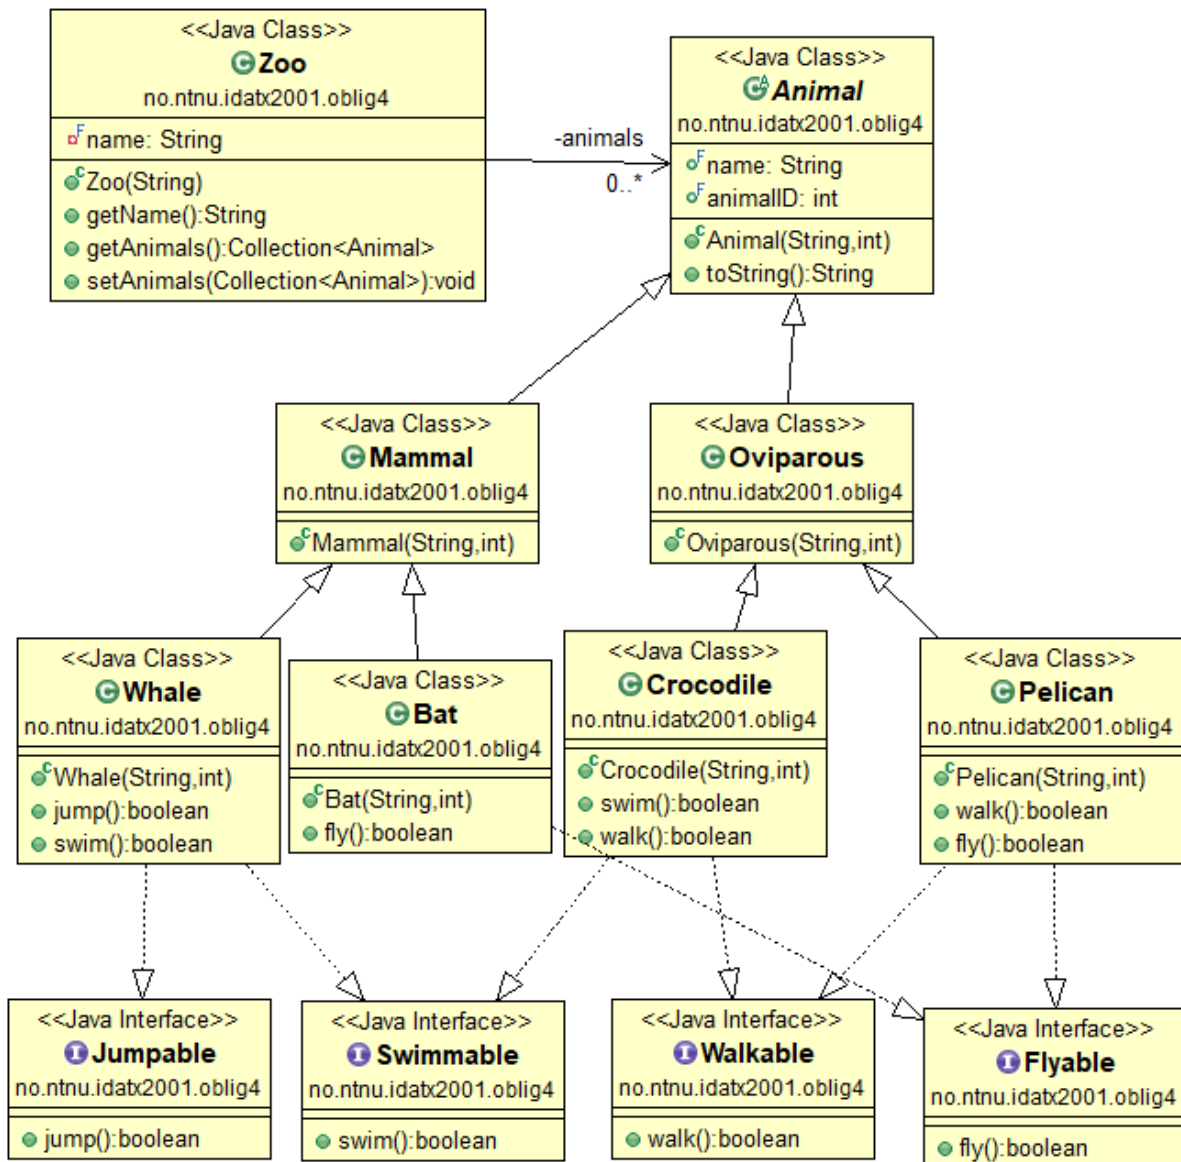 <<Java Class>>
Zoo
no.ntnu.idatx2001.oblig4
name: String
Zoo(String)
getName():String
getAnimals():Collection<Animal>
setAnimals(Collection<Animal>):void
-animals
0..*
<<Java Class>>
Animal
no.ntnu.idatx2001.oblig4
name: String
animalID: int
Animal(String,int)
toString():String
<<Java Class>>
Mammal
no.ntnu.idatx2001.oblig4
Mammal(String,int)
<<Java Class>>
Oviparous
no.ntnu.idatx2001.oblig4
Oviparous(String,int)
<<Java Class>>
Whale
no.ntnu.idatx2001.oblig4
Whale(String,int)
jump():boolean
swim():boolean
<<Java Class>>
Bat
no.ntnu.idatx2001.oblig4
Bat(String,int)
fly():boolean
<<Java Class>>
Crocodile
no.ntnu.idatx2001.oblig4
Crocodile(String,int)
swim():boolean
walk():boolean
<<Java Class>>
Pelican
no.ntnu.idatx2001.oblig4
Pelican(String,int)
walk():boolean
fly():boolean
<<Java Interface>>
Jumpable
no.ntnu.idatx2001.oblig4
jump():boolean
<<Java Interface>>
Swimmable
no.ntnu.idatx2001.oblig4
swim():boolean
<<Java Interface>>
Walkable
no.ntnu.idatx2001.oblig4
walk():boolean
<<Java Interface>>
Flyable
no.ntnu.idatx2001.oblig4
fly():boolean